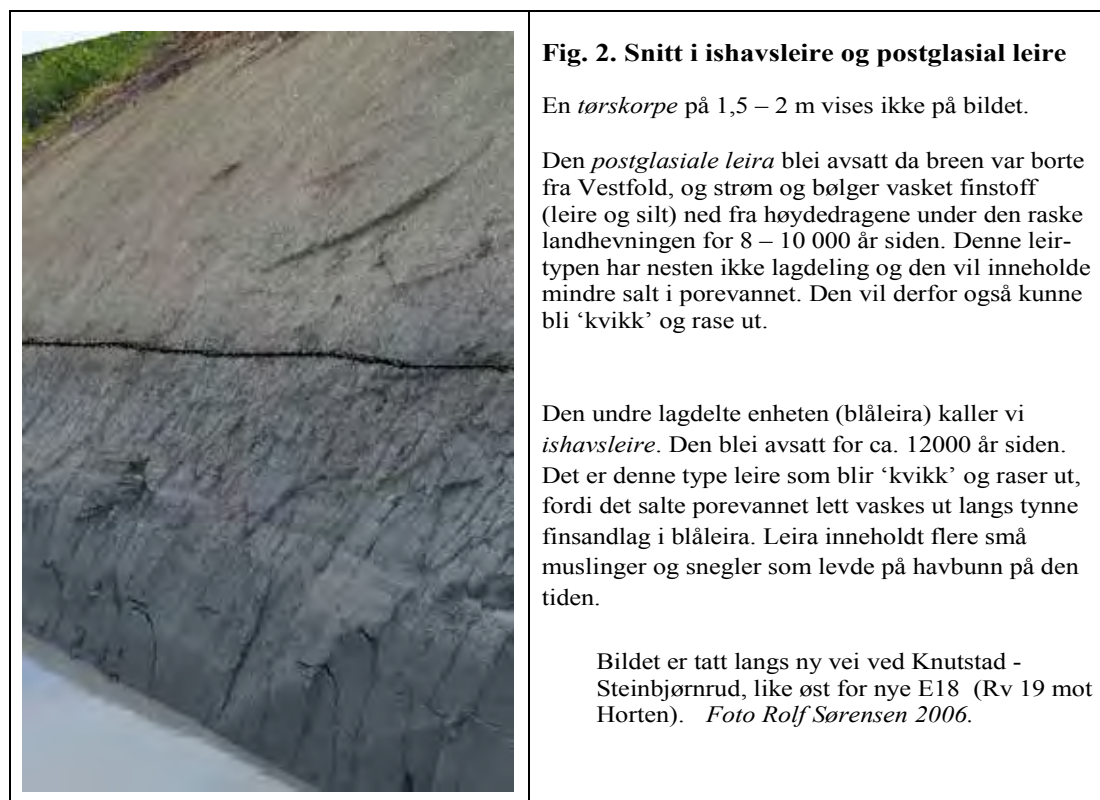 Fig. 2. Snitt i ishavsleire og postglasial leire
En tørskorpe på 1,5 – 2 m vises ikke på bildet.
Den postglasiale leira blei avsatt da breen var borte
fra Vestfold, og strøm og bølger vasket finstoff
(leire og silt) ned fra høydedragene under den raske
landhevningen for 8 – 10 000 år siden. Denne leir-
typen har nesten ikke lagdeling og den vil inneholde
mindre salt i porevannet. Den vil derfor også kunne
bli ‘kvikk’ og rase ut.
Den undre lagdelte enheten (blåleira) kaller vi
ishavsleire. Den blei avsatt for ca. 12000 år siden.
Det er denne type leire som blir ‘kvikk’ og raser ut,
fordi det salte porevannet lett vaskes ut langs tynne
finsandlag i blåleira. Leira inneholdt flere små
muslinger og snegler som levde på havbunn på den
tiden.
Bildet er tatt langs ny vei ved Knutstad -
Steinbjørnrud, like øst for nye E18 (Rv 19 mot
Horten). Foto Rolf Sørensen 2006.